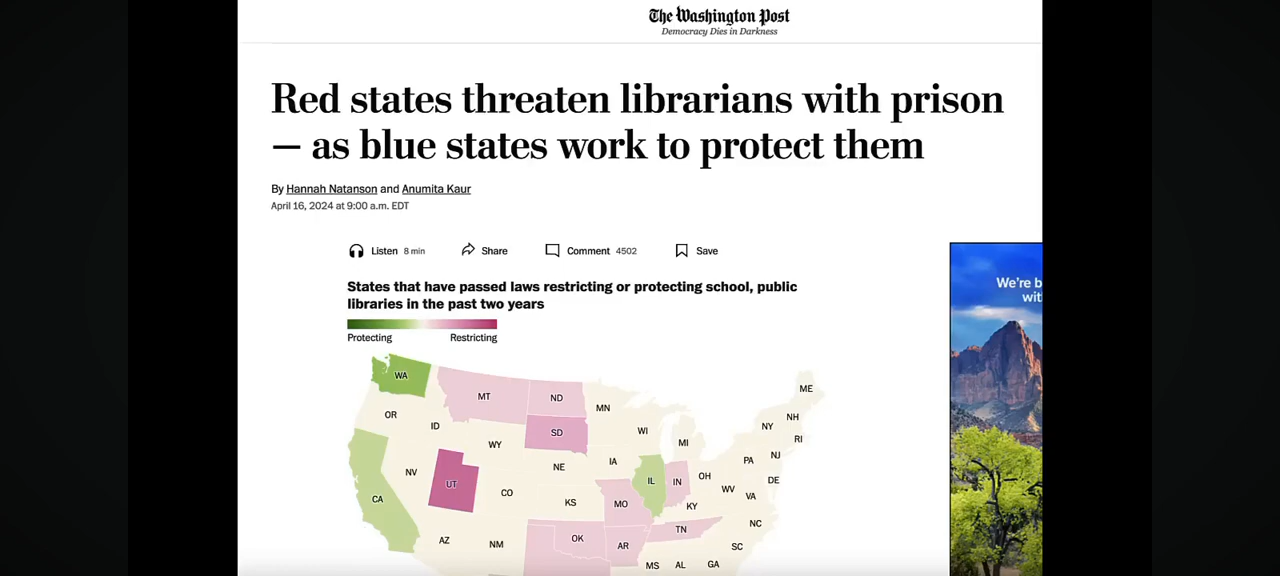 The Washington Post
Democracy Dies in Darkness
Red states threaten librarians with prison
— as blue states work to protect them
By Hannah Natanson and Anumita Kaur
April 16, 2024 at 9:00 a.m. EDT
Listen 8 min Share Comment 4502 Save
States that have passed laws restricting or protecting school, public
libraries in the past two years
Protecting Restricting
We're b
wit
WA
MT
ND
ME
OR
ID
MN
NH
SD
WI
NY
RI
WY
MI
NJ
PA
NE
IA
OH
NV
UT
IL
IN
DE
WV
CO
VA
CA
KS
MO
KY
NC
TN
AZ
NM
OK
AR
SC
MS
AL
GA